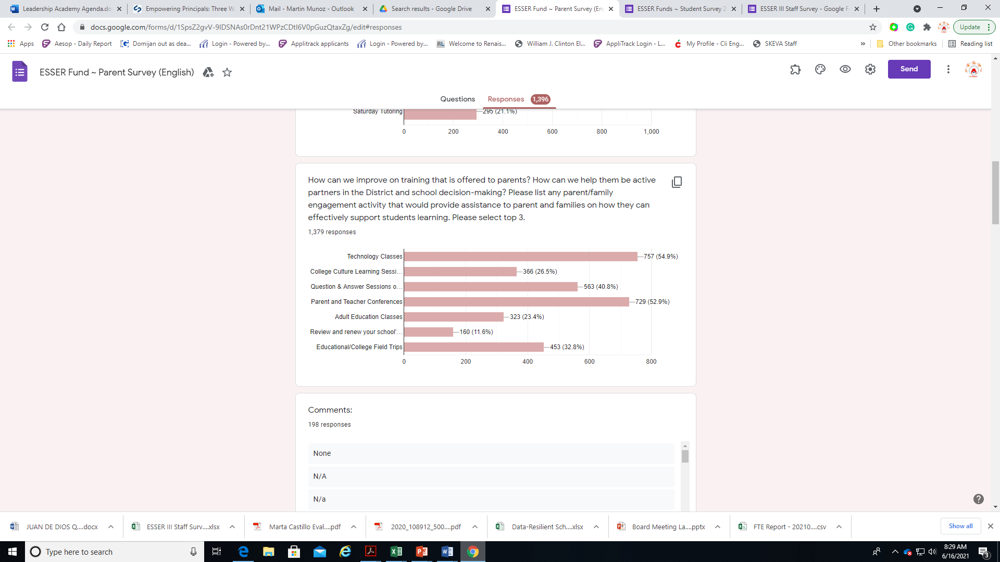 Leadership Academy Agenda.do
Empowering Principals: Three W
Mail - Martin Munoz - Outlook
Search results - Google Drive
ESSER Fund ~ Parent Survey (En
ESSER Funds ~ Student Survey 2
ESSER III Staff Survey - Google F
docs.google.com/forms/d/1SpsZ2gvV-9IDSNAs0rDnt21WPzCDtI6V0pGuzQtaxZg/edit#responses
Update
Apps
Aesop - Daily Report
Domijan out as dea...
Login - Powered by...
Applitrack applicants
Login - Powered by...
RL Welcome to Renais...
William J. Clinton El...
AppliTrack Login - L...
My Profile - Cli Eng...
SKEVA Staff
»
Other bookmarks
Reading list
ESSER Fund ~ Parent Survey (English)
Send
Questions
Responses 1,396
Saturday Tutoring 295 (21.1%)
0 200 400 600 800 1,000
How can we improve on training that is offered to parents? How can we help them be active
partners in the District and school decision-making? Please list any parent/family
engagement activity that would provide assistance to parent and families on how they can
effectively support students learning. Please select top 3.
1,379 responses
Technology Classes 757 (54.9%)
College Culture Learning Sessi... 366 (26.5%)
Question & Answer Sessions o... 563 (40.8%)
Parent and Teacher Conferences 729 (52.9%)
Adult Education Classes 323 (23.4%)
Review and renew your school'... 160 (11.6%)
Educational/College Field Trips 453 (32.8%)
0 200 400 600 800
Comments:
198 responses
None
N/A
N/a
JUAN DE DIOS Q....docx
ESSER III Staff Surv....xlsx
Marta Castillo Eval....pdf
2020_108912_500....pdf
Data-Resilient Sch....xlsx
Board Meeting La....pptx
FTE Report - 20210....csv
Show all
Type here to search
8:29 AM
6/16/2021
3